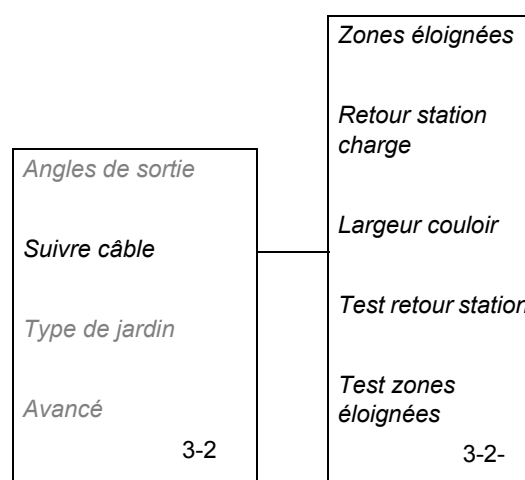 Angles de sortie
Suivre câble
Type de jardin
Avancé
3-2
Zones éloignées
Retour station
charge
Largeur couloir
Test retour station
Test zones
éloignées
3-2-